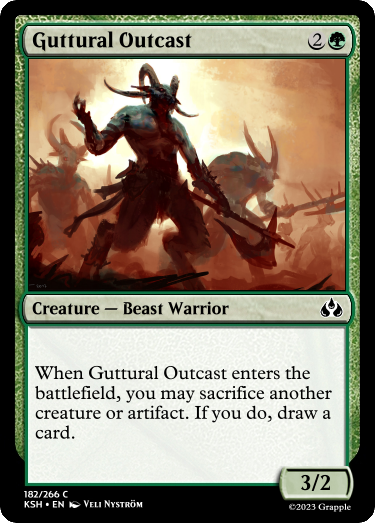 Guttural Outcast 2
Creature — Beast Warrior
When Guttural Outcast enters the
battlefield, you may sacrifice another
creature or artifact. If you do, draw a
card.
3/2
182/266 C
KSH • EN Veli Nyström
©2023 Grapple